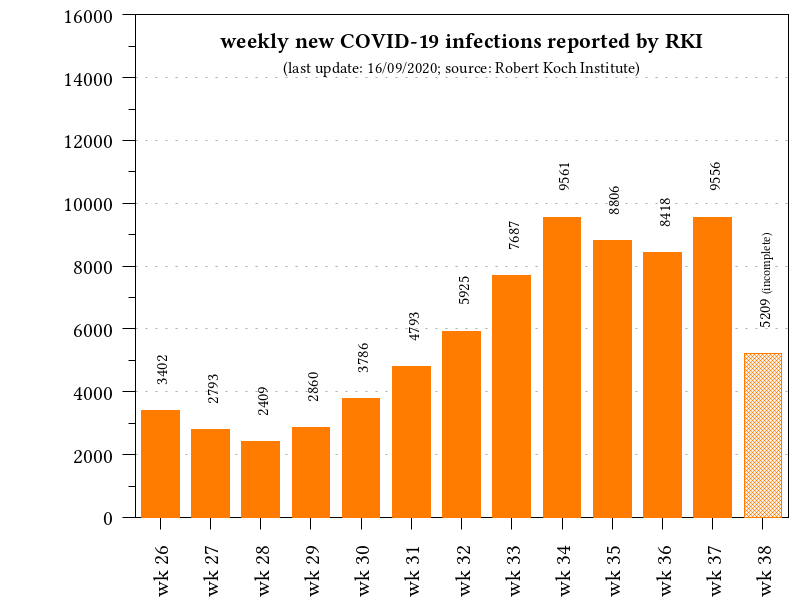 weekly new COVID-19 infections reported by RKI
(last update: 16/09/2020; source: Robert Koch Institute)
16000
14000
12000
10000
8000
6000
4000
2000
0
3402
2793
2409
2860
3786
4793
5925
7687
9561
8806
8418
9556
5209 (incomplete)
wk 26
wk 27
wk 28
wk 29
wk 30
wk 31
wk 32
wk 33
wk 34
wk 35
wk 36
wk 37
wk 38